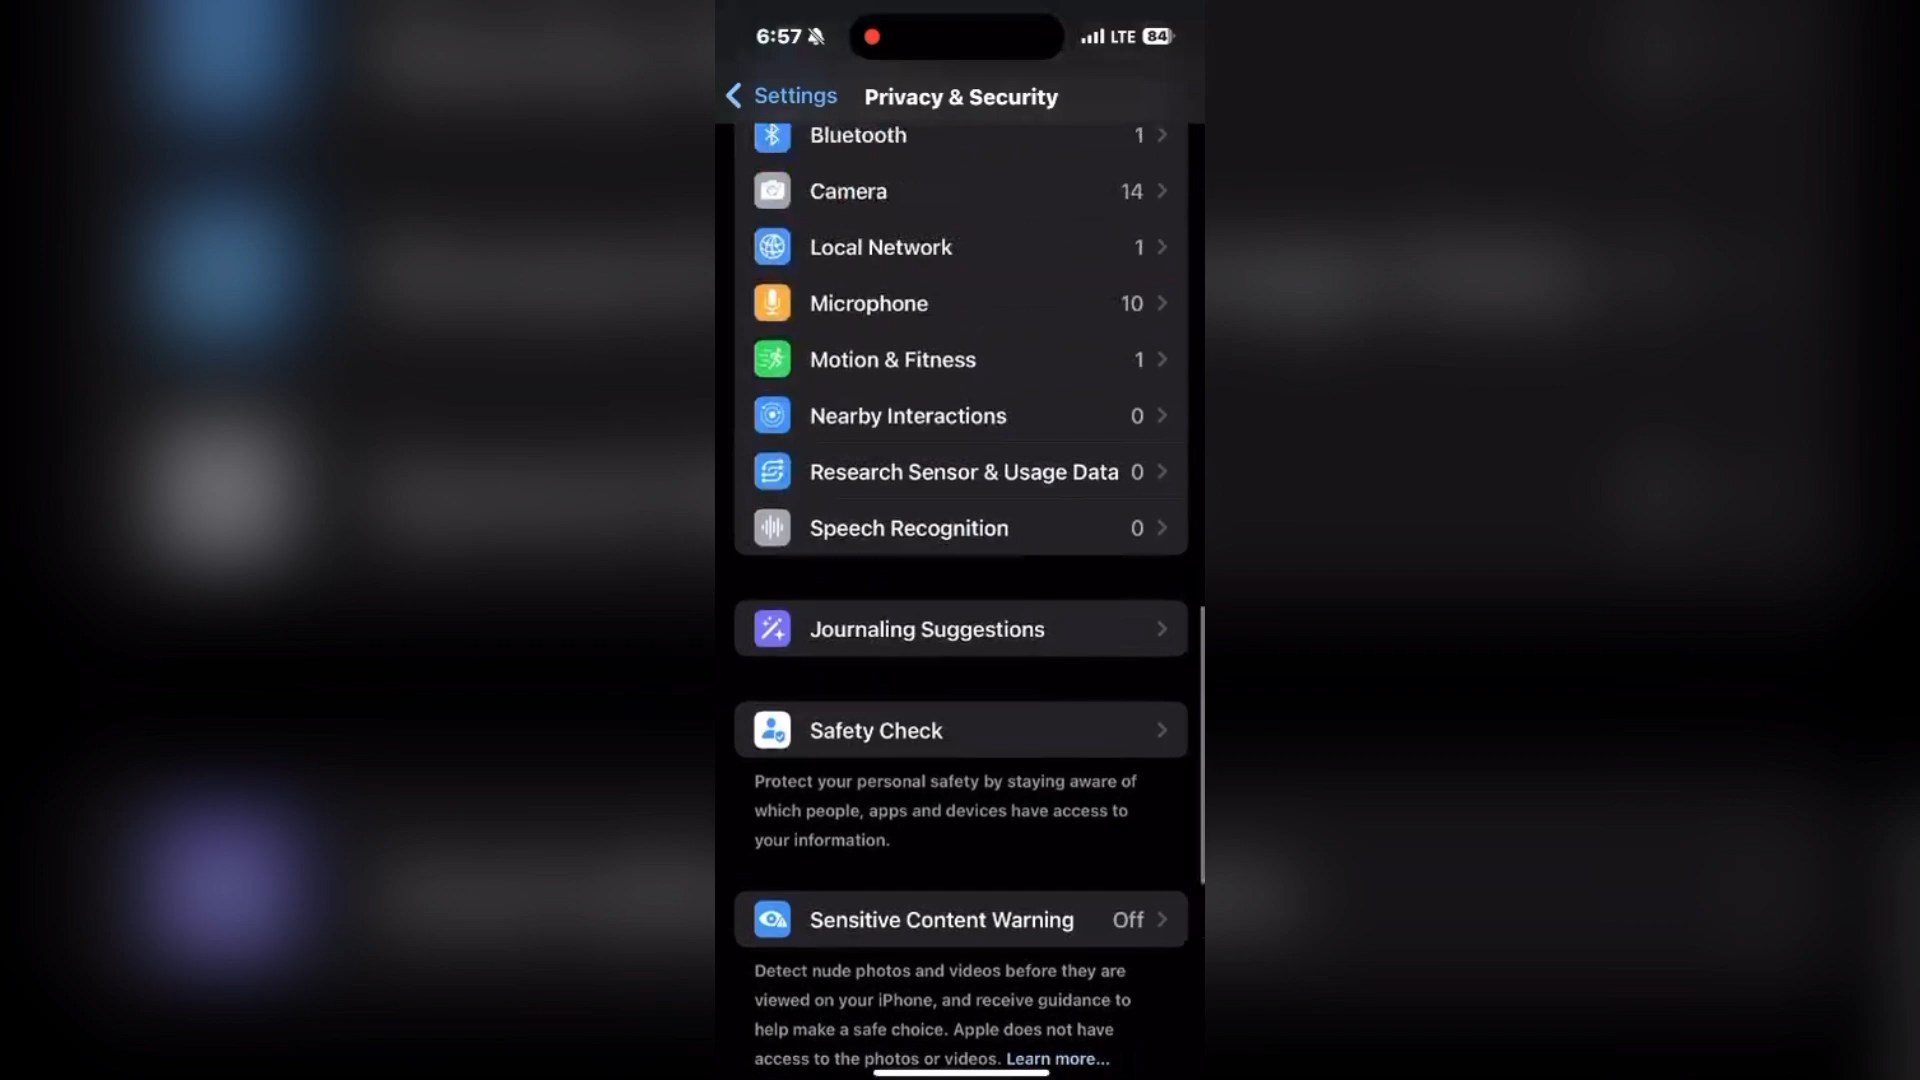 6:57 LTE 84
Settings Privacy & Security
Bluetooth 1
Camera 14
Local Network 1
Microphone 10
Motion & Fitness 1
Nearby Interactions 0
Research Sensor & Usage Data 0
Speech Recognition 0
Journaling Suggestions
Safety Check
Protect your personal safety by staying aware of
which people, apps and devices have access to
your information.
Sensitive Content Warning Off
Detect nude photos and videos before they are
viewed on your iPhone, and receive guidance to
help make a safe choice. Apple does not have
access to the photos or videos. Learn more...